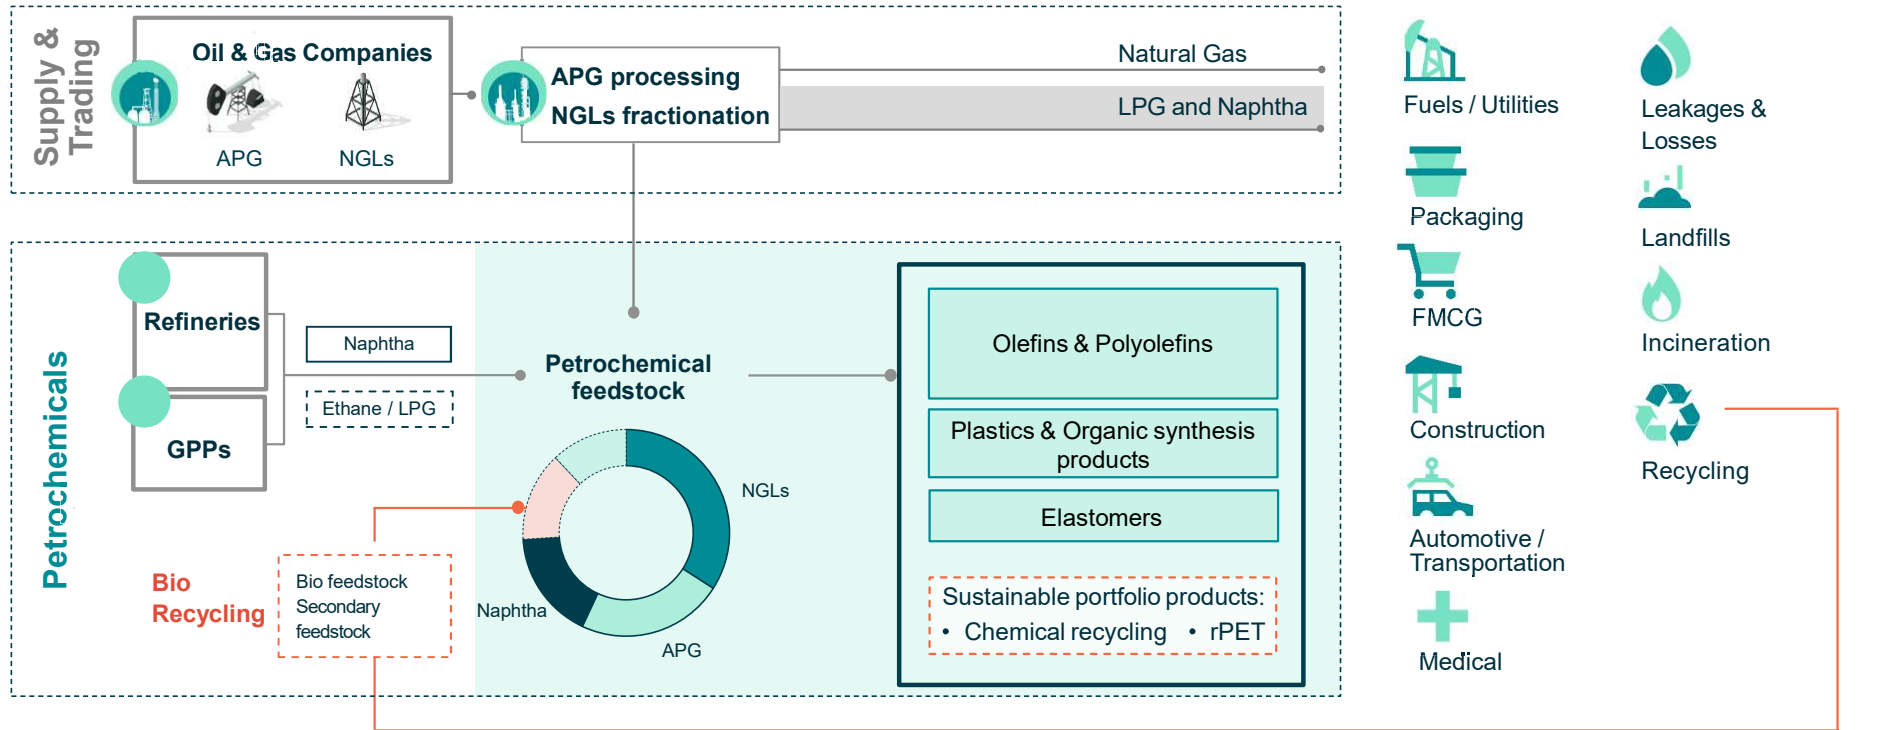 Supply &
Trading
Oil & Gas Companies
APG
NGLs
APG processing
NGLs fractionation
Natural Gas
LPG and Naphtha
Petrochemicals
Refineries
GPPs
Naphtha
Ethane / LPG
Bio
Recycling
Bio feedstock
Secondary
feedstock
Petrochemical
feedstock
NGLs
Naphtha
APG
Olefins & Polyolefins
Plastics & Organic synthesis
products
Elastomers
Sustainable portfolio products:
• Chemical recycling • rPET
Fuels / Utilities
Packaging
FMCG
Construction
Automotive /
Transportation
Medical
Leakages &
Losses
Landfills
Incineration
Recycling